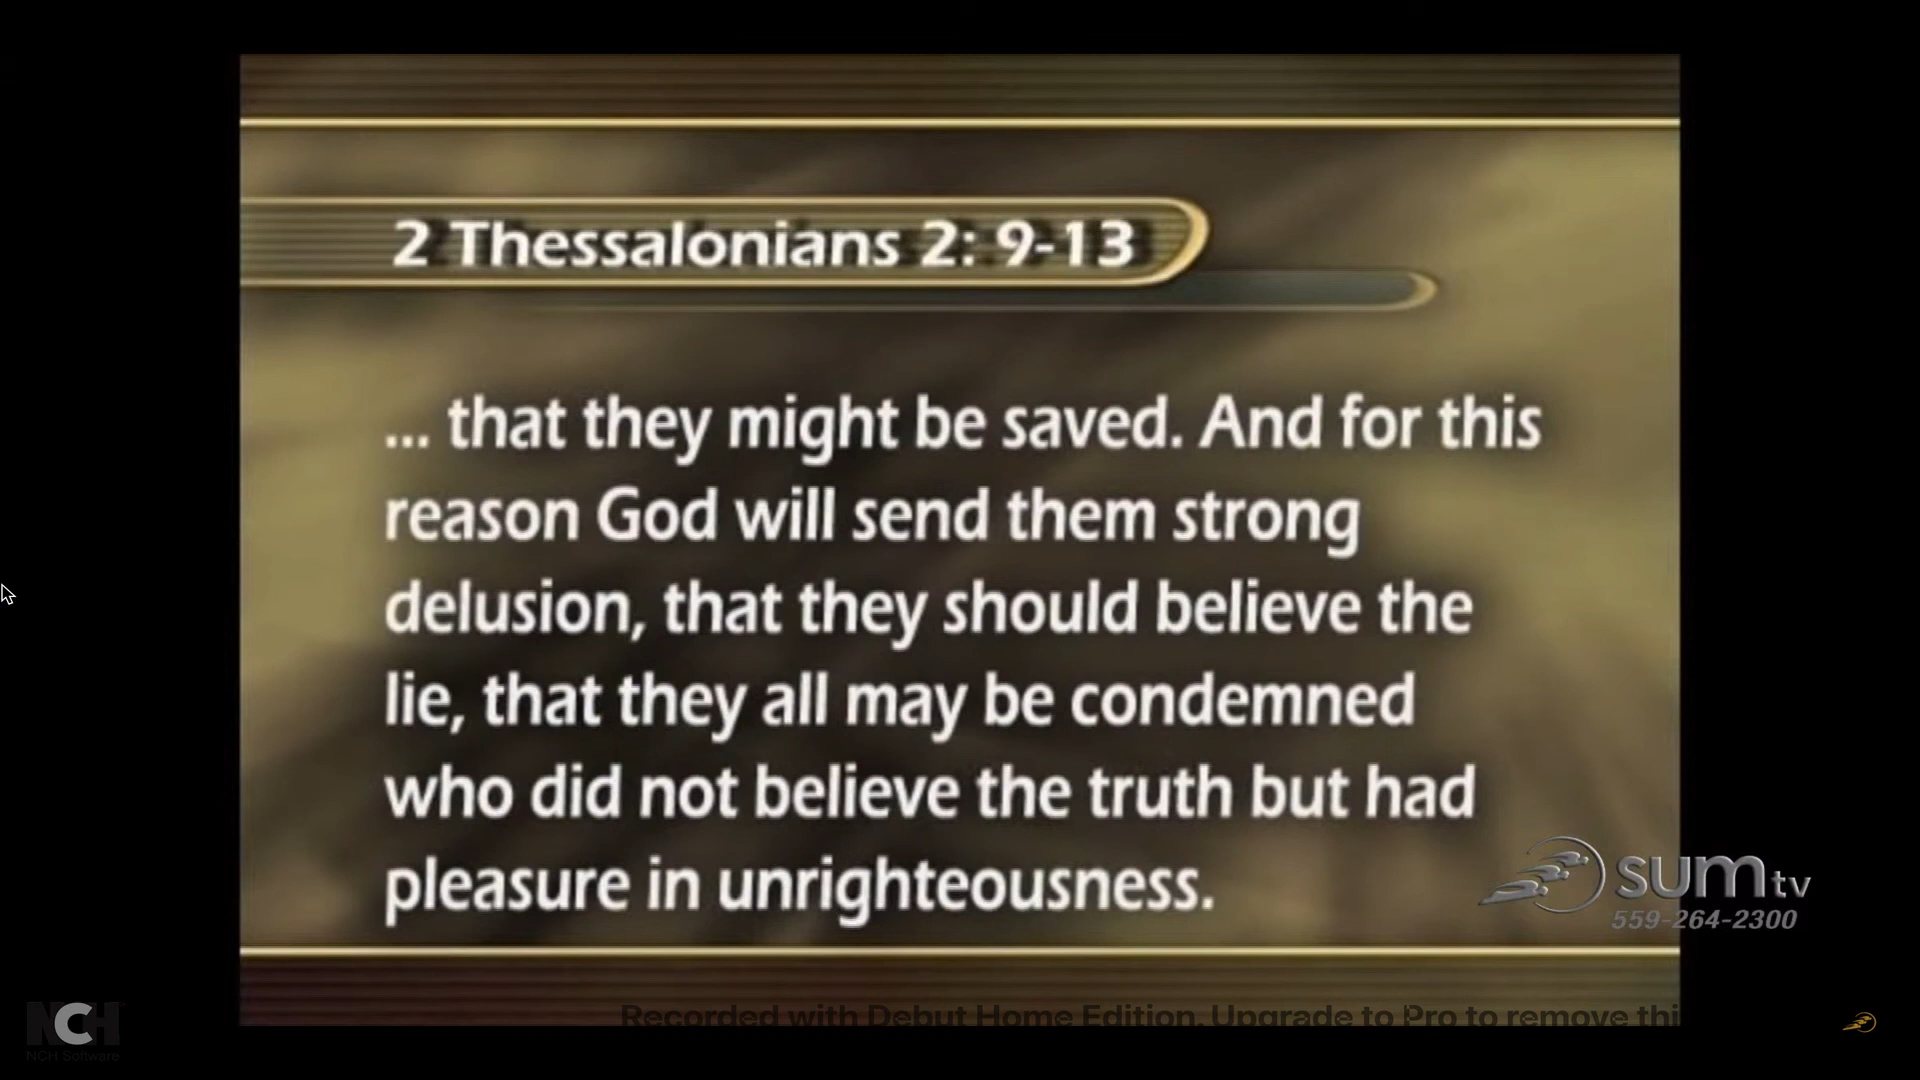 2 Thessalonians 2: 9-13
... that they might be saved. And for this
reason God will send them strong
delusion, that they should believe the
lie, that they all may be condemned
who did not believe the truth but had
pleasure in unrighteousness.
sumtv
559-264-2300
NCH
NCH Software
Recorded with Debut Home Edition. Upgrade to Pro to remove thi